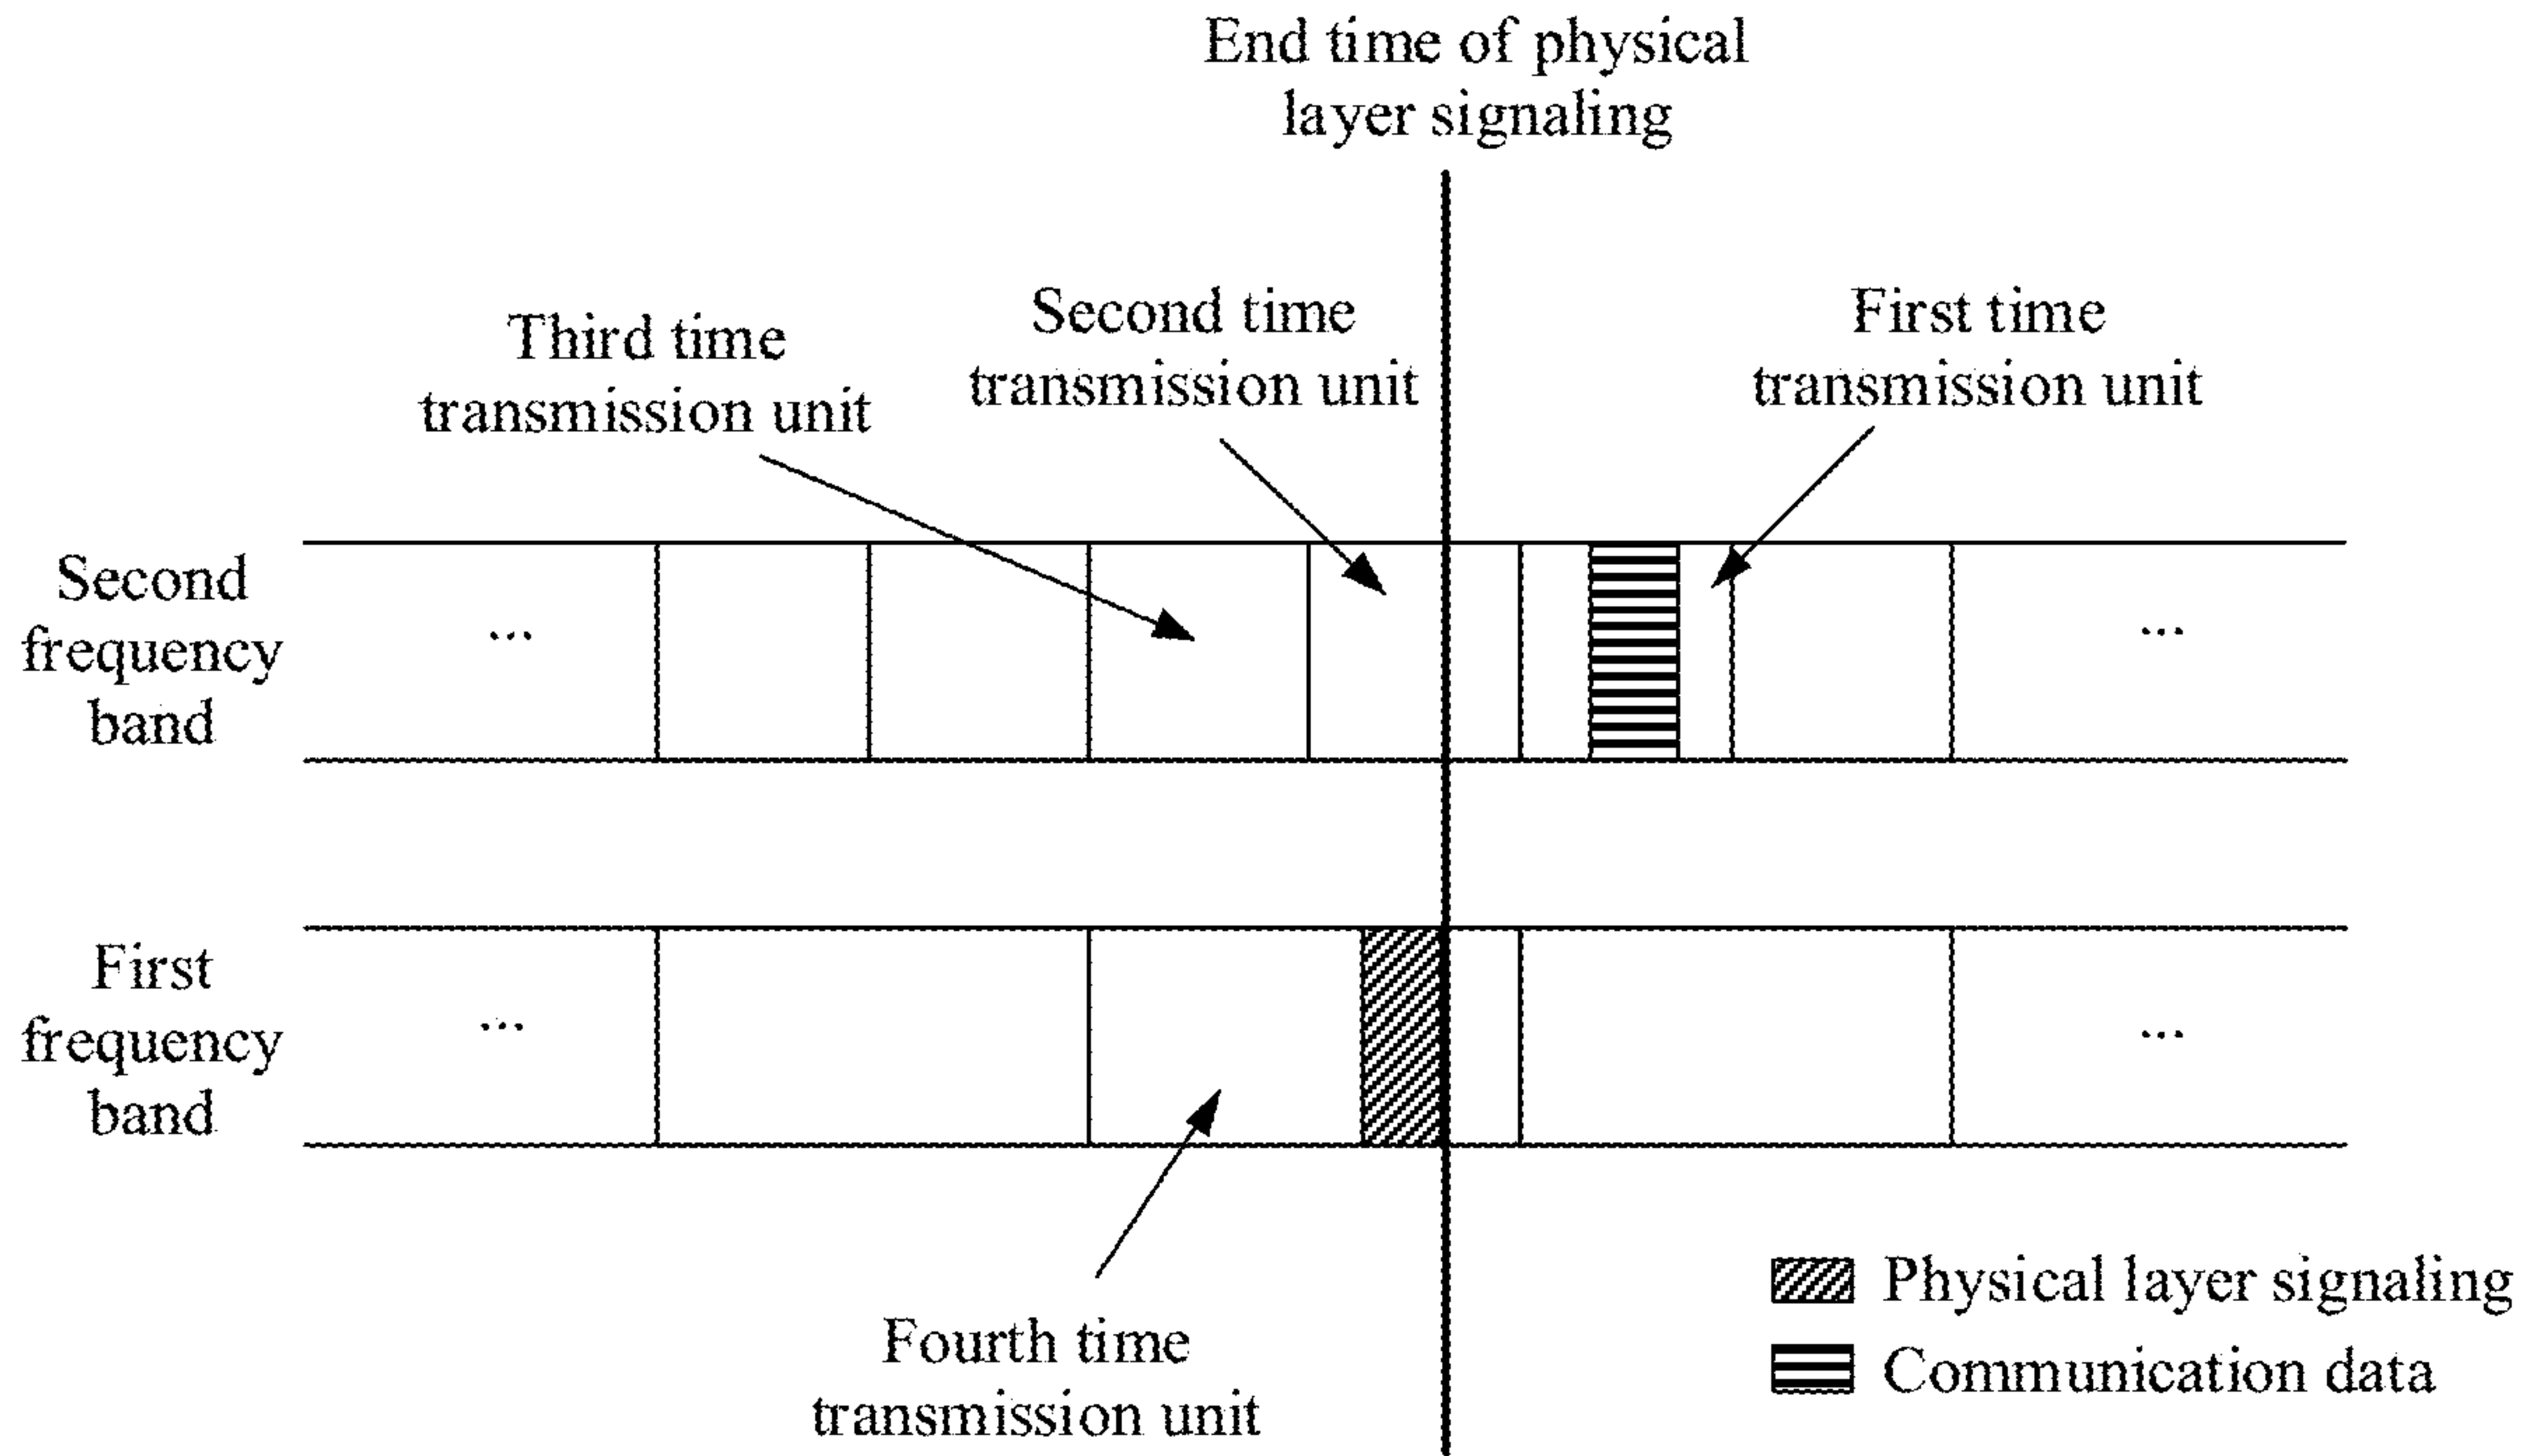 End time of physical
layer signaling
Third time
transmission unit
Second time
transmission unit
First time
transmission unit
Second
frequency
band
...
...
First
frequency
band
...
...
Fourth time
transmission unit
Physical layer signaling
Communication data